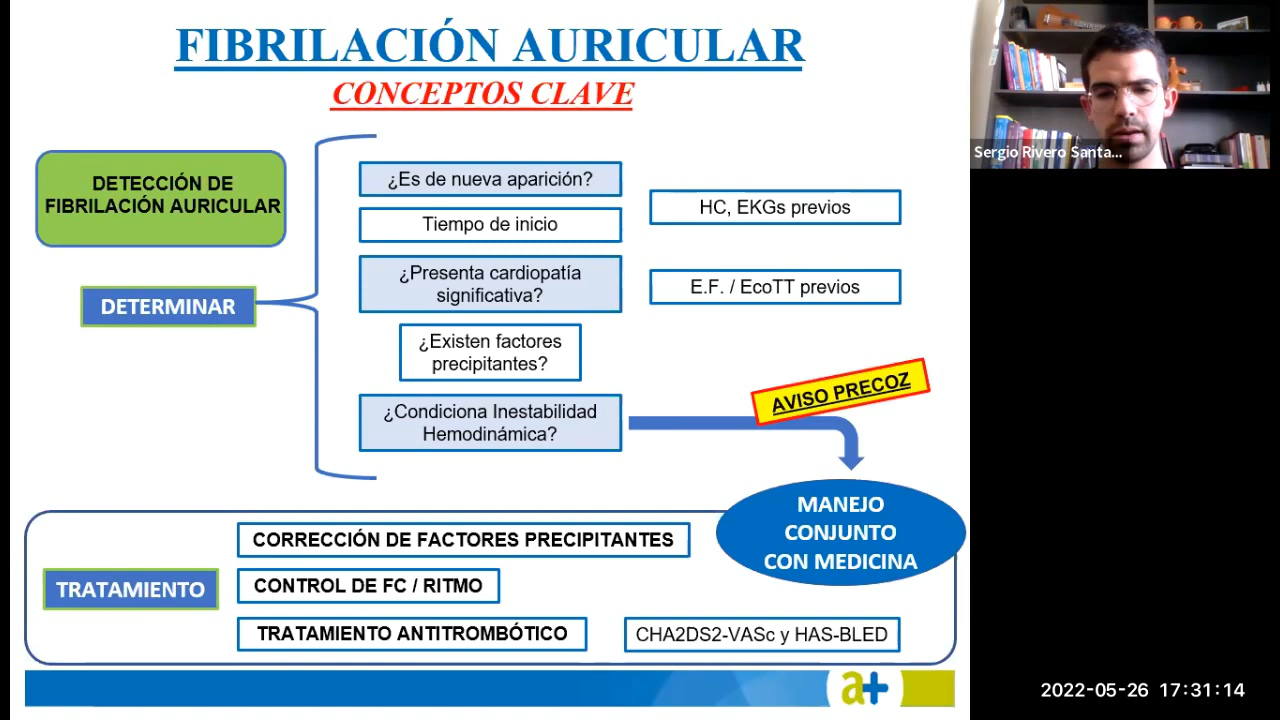 FIBRILACIÓN AURICULAR
CONCEPTOS CLAVE
DETECCIÓN DE
FIBRILACIÓN AURICULAR
DETERMINAR
¿Es de nueva aparición?
Tiempo de inicio
HC, EKGs previos
¿Presenta cardiopatía
significativa?
E.F. / EcoTT previos
¿Existen factores
precipitantes?
¿Condiciona Inestabilidad
Hemodinámica?
AVISO PRECOZ
MANEJO
CONJUNTO
CON MEDICINA
TRATAMIENTO
CORRECCIÓN DE FACTORES PRECIPITANTES
CONTROL DE FC / RITMO
TRATAMIENTO ANTITROMBÓTICO
CHA2DS2-VASc y HAS-BLED
a+
Sergio Rivero Santa...
2022-05-26 17:31:14